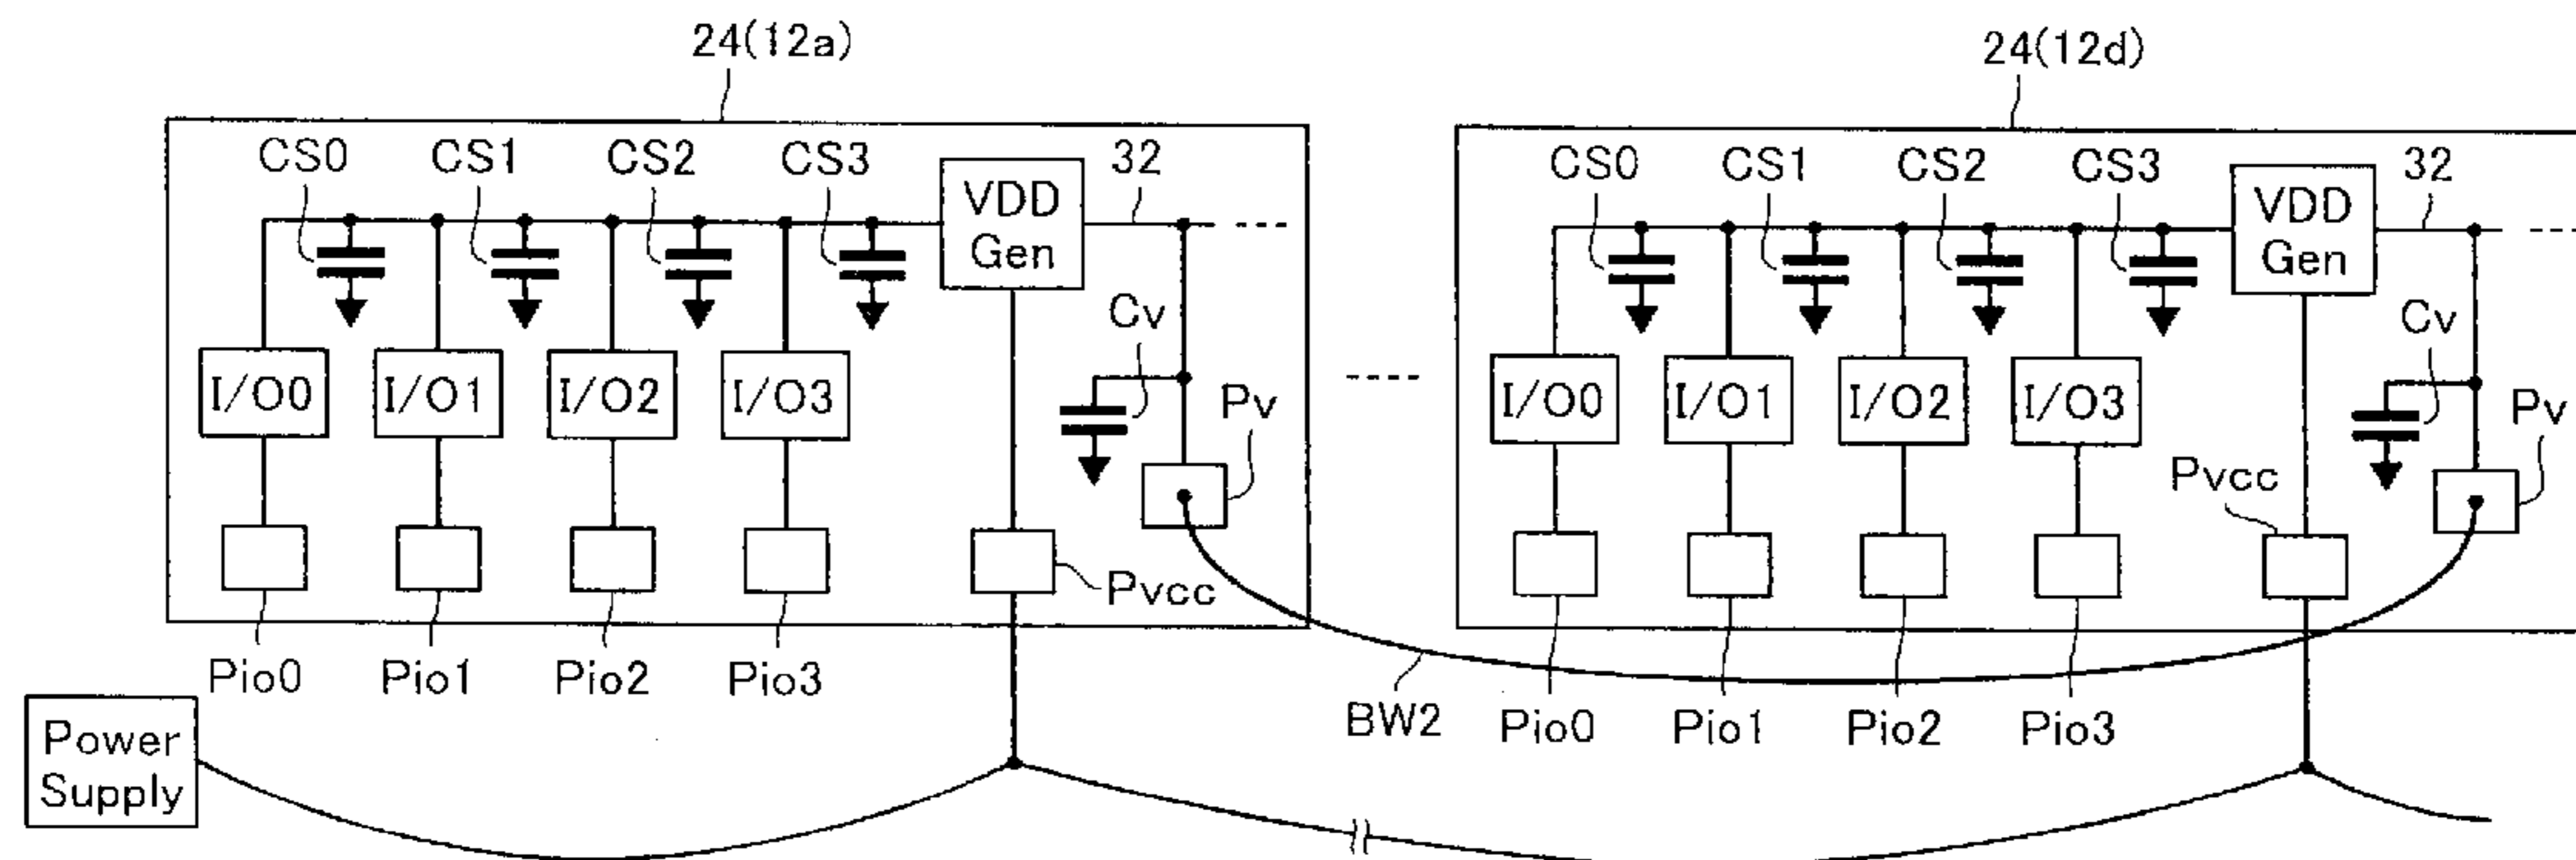 24(12a)
24(12d)
CS0 CS1 CS2 CS3 VDD Gen 32
CS0 CS1 CS2 CS3 VDD Gen 32
Cv
Cv
I/O0 I/O1 I/O2 I/O3 Pv
I/O0 I/O1 I/O2 I/O3 Pv
Pvcc
Pvcc
Pio0 Pio1 Pio2 Pio3
BW2
Pio0 Pio1 Pio2 Pio3
Power
Supply